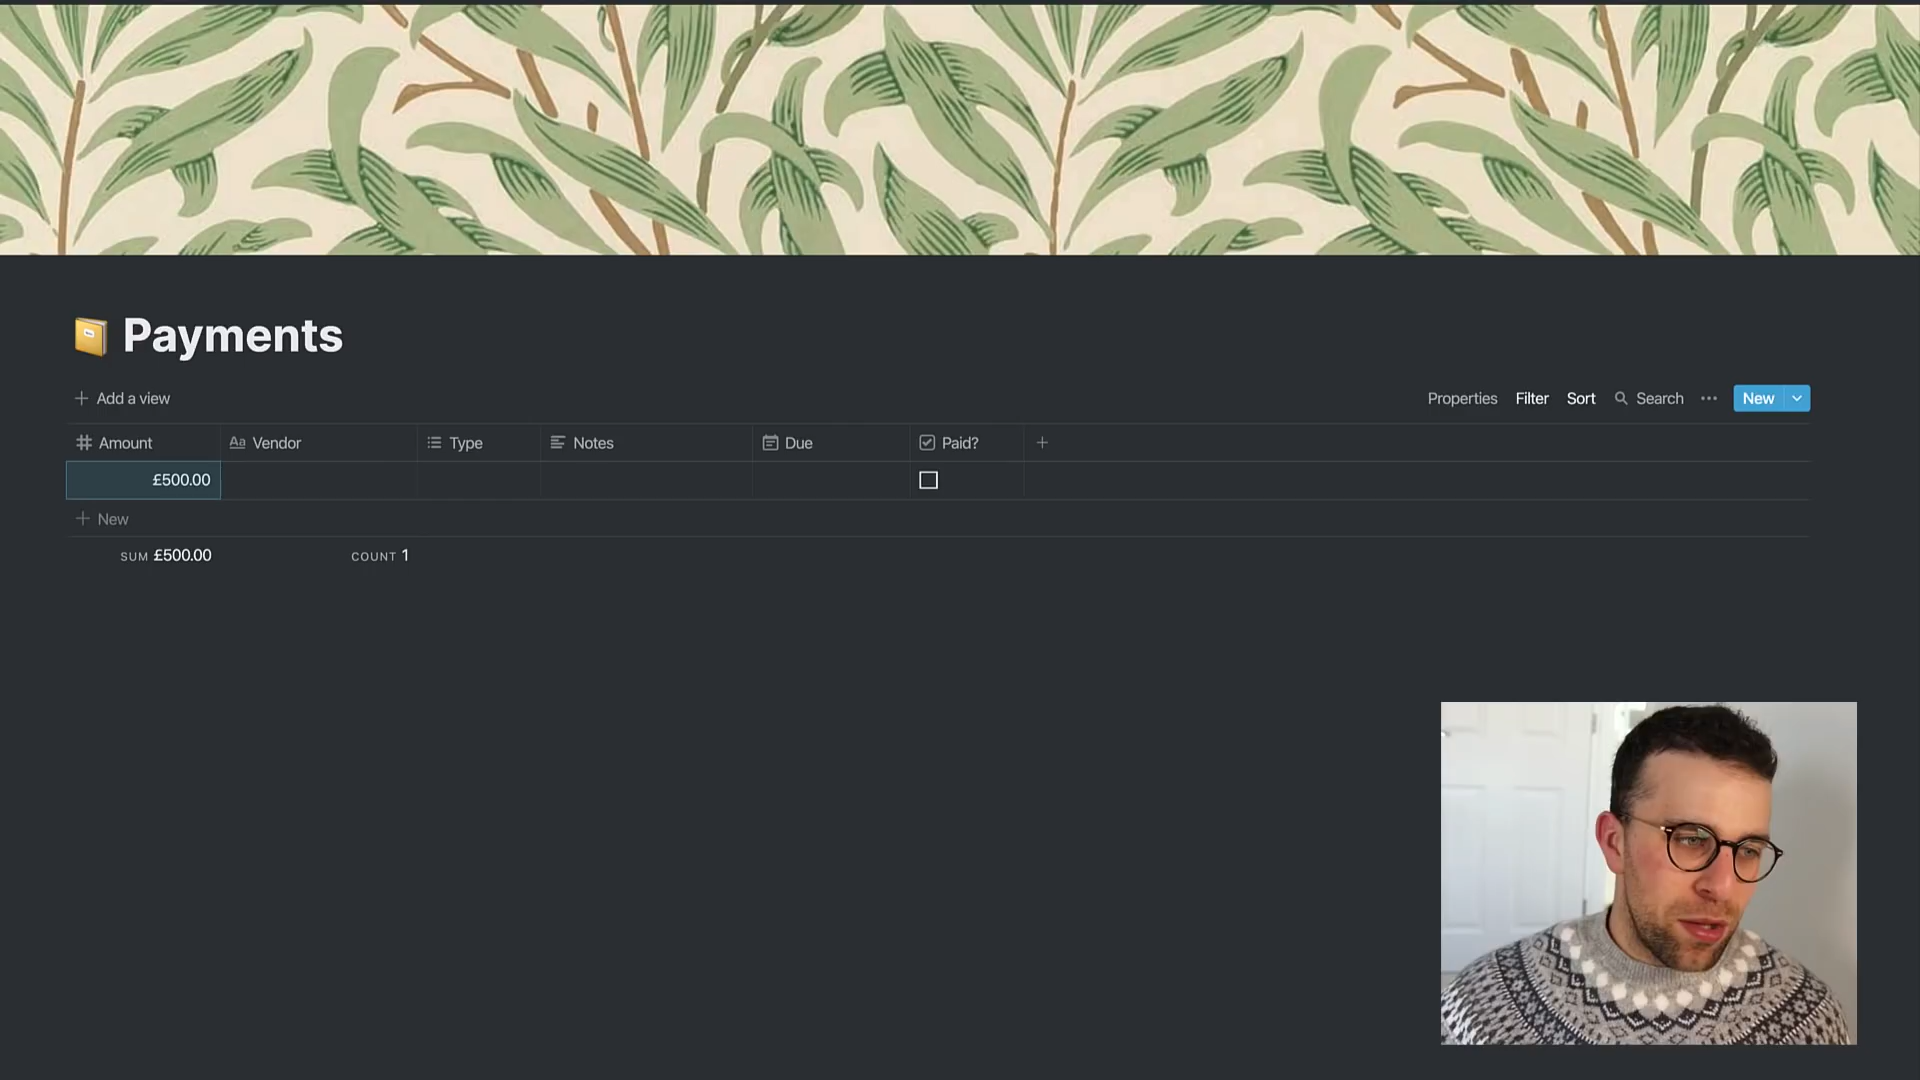 Payments
Add a view
Properties Filter Sort Search ••• New
Amount Aa Vendor Type Notes Due Paid?
£500.00
New
SUM £500.00 COUNT 1